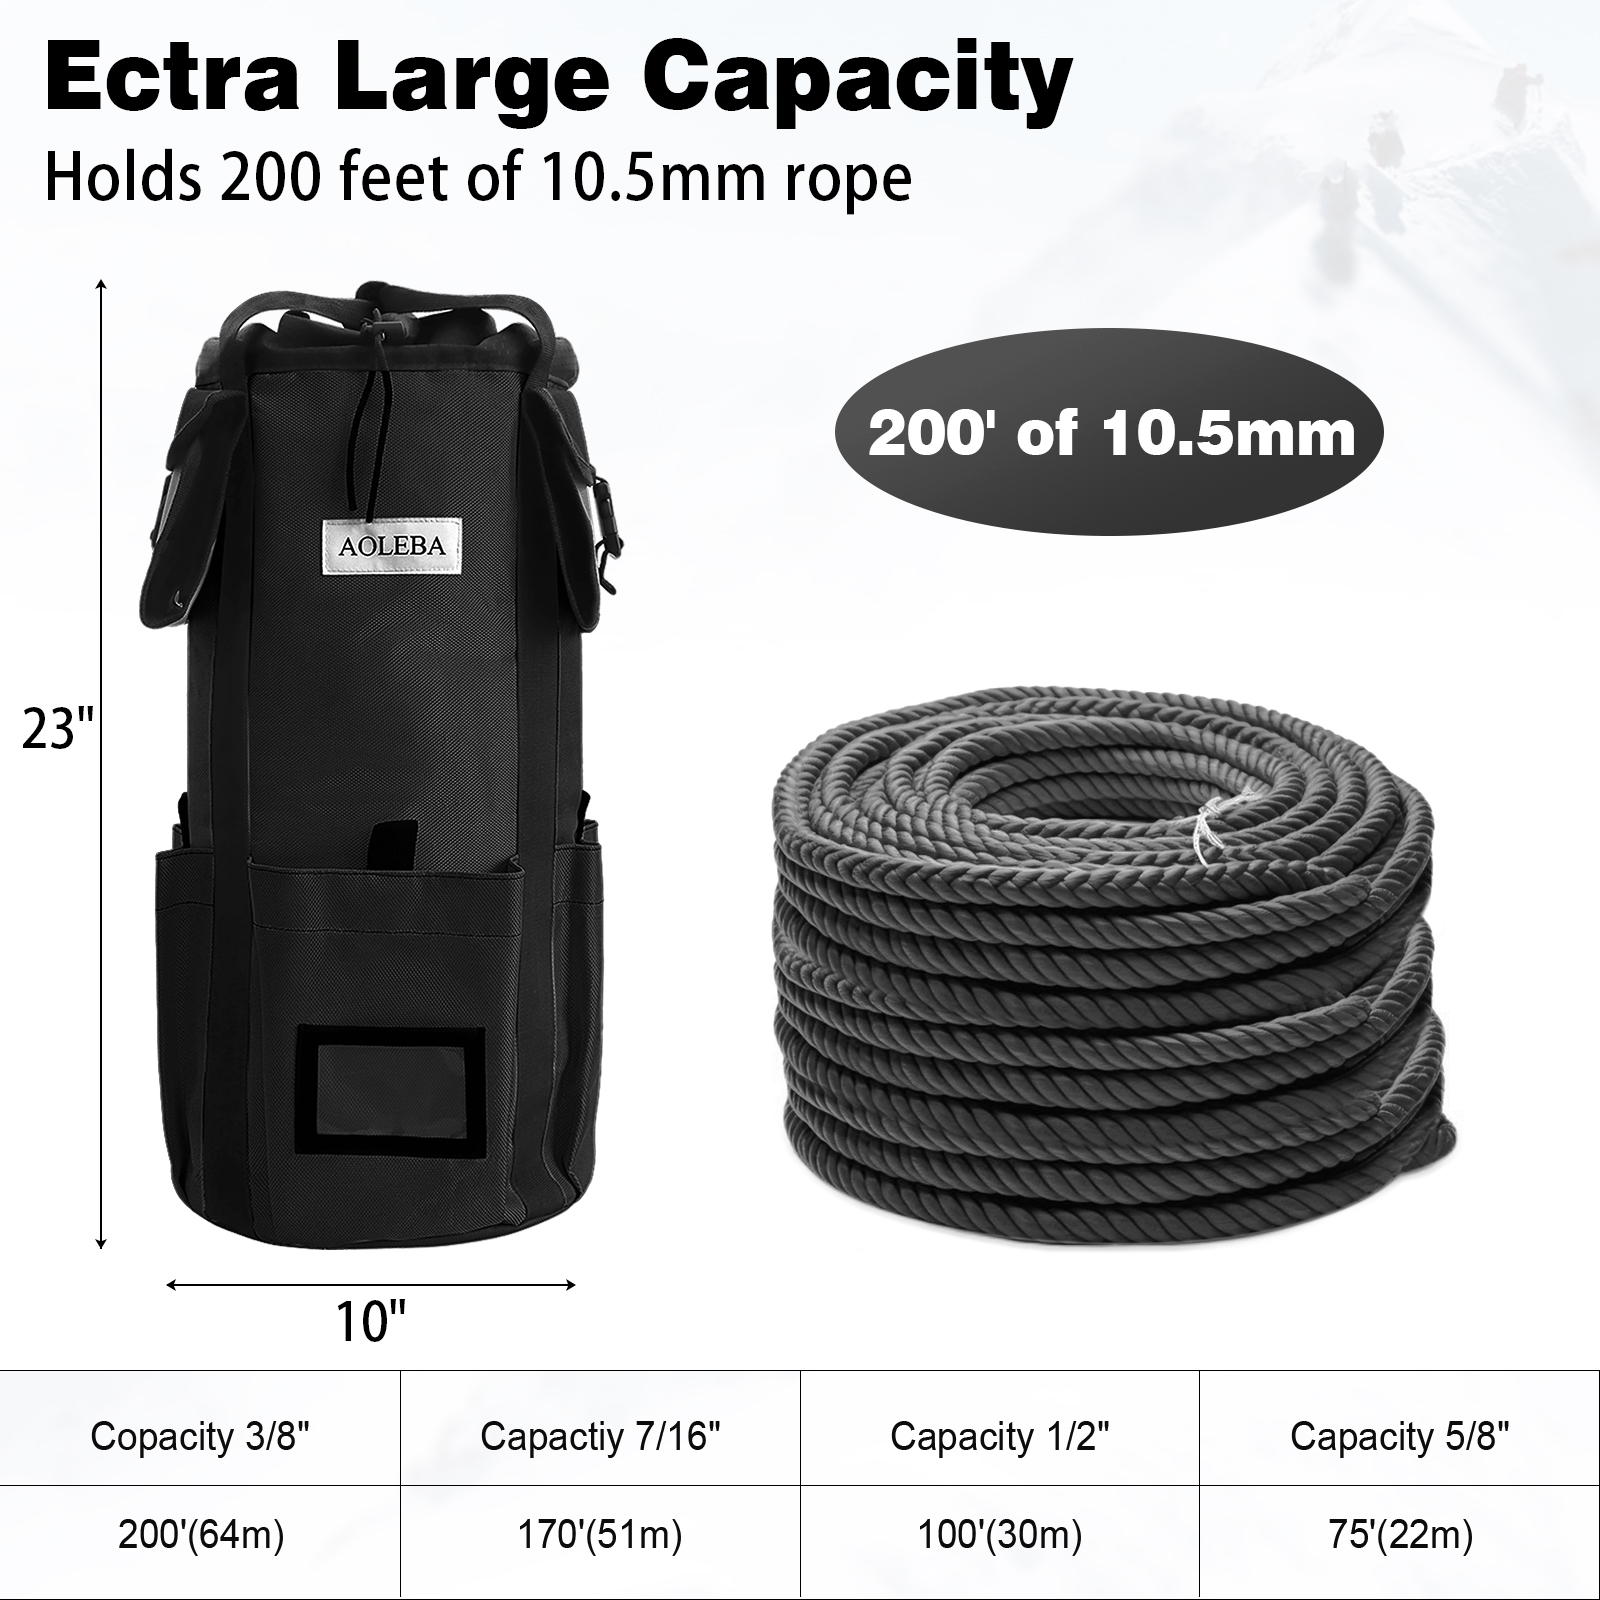 Ectra Large Capacity
Holds 200 feet of 10.5mm rope
200' of 10.5mm
AOLEBA
23"
10"
Copacity 3/8" Capactiy 7/16" Capacity 1/2" Capacity 5/8"
200'(64m) 170'(51m) 100'(30m) 75'(22m)